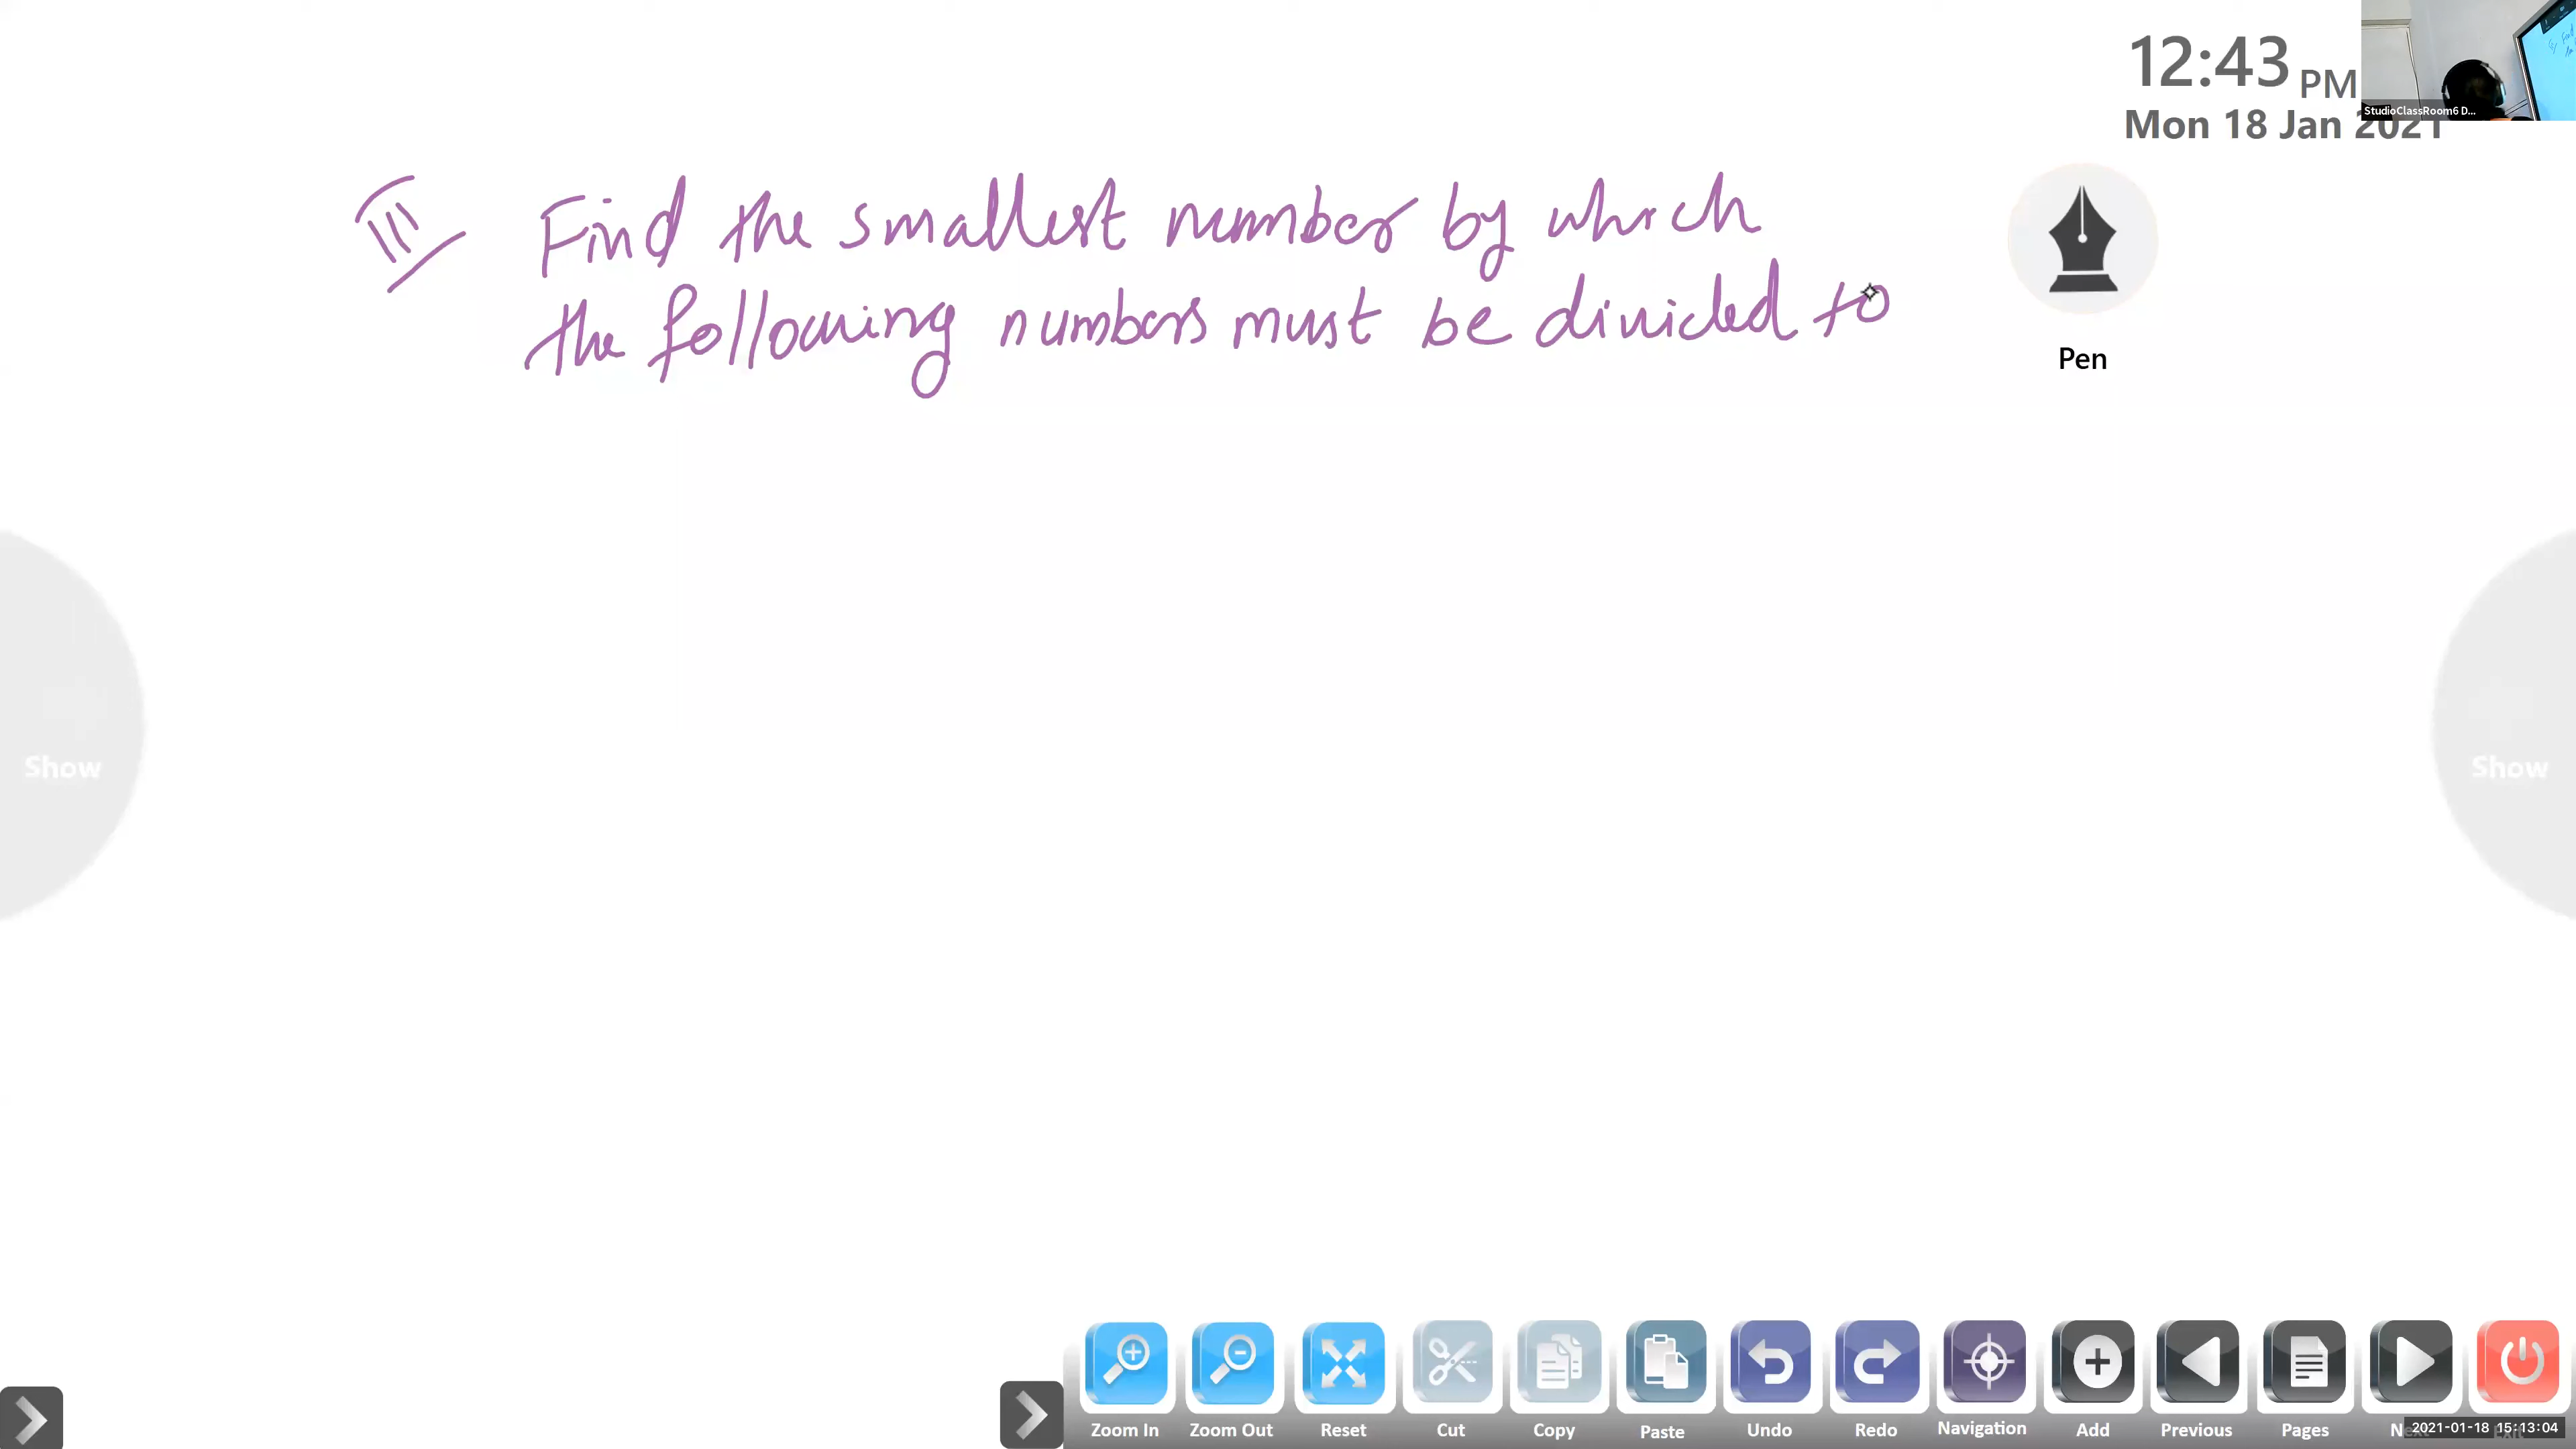 12:43 PM
Mon 18 Jan 2021
StudioClassRoom6 D...
III Find the smallest number by which
the following numbers must be divided to
Pen
Show
Show
Zoom In
Zoom Out
Reset
Cut
Copy
Paste
Undo
Redo
Navigation
Add
Previous
Pages
2021-01-18 15:13:04